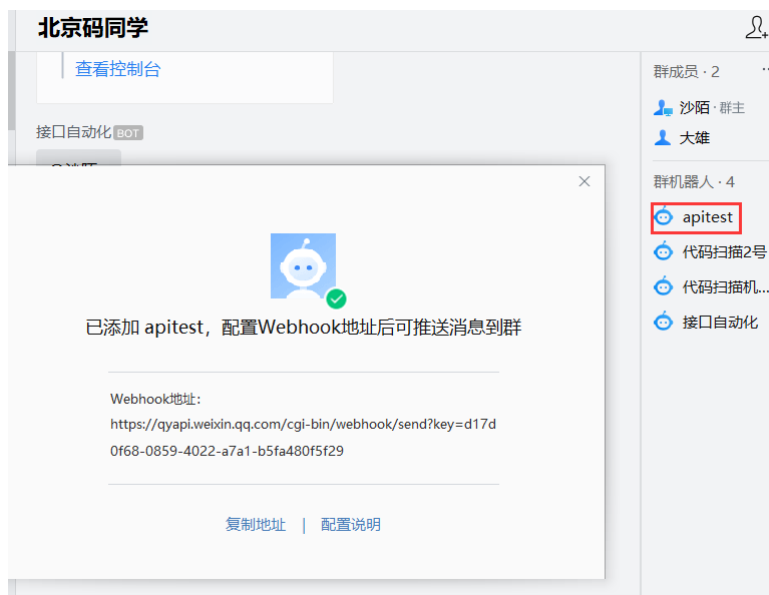 北京码同学
查看控制台
接口自动化 BOT
群成员 · 2
沙陌 · 群主
大雄
群机器人 · 4
apitest
代码扫描2号
代码扫描机...
接口自动化
已添加 apitest，配置Webhook地址后可推送消息到群
Webhook地址：
https://qyapi.weixin.qq.com/cgi-bin/webhook/send?key=d17d
0f68-0859-4022-a7a1-b5fa480f5f29
复制地址 | 配置说明